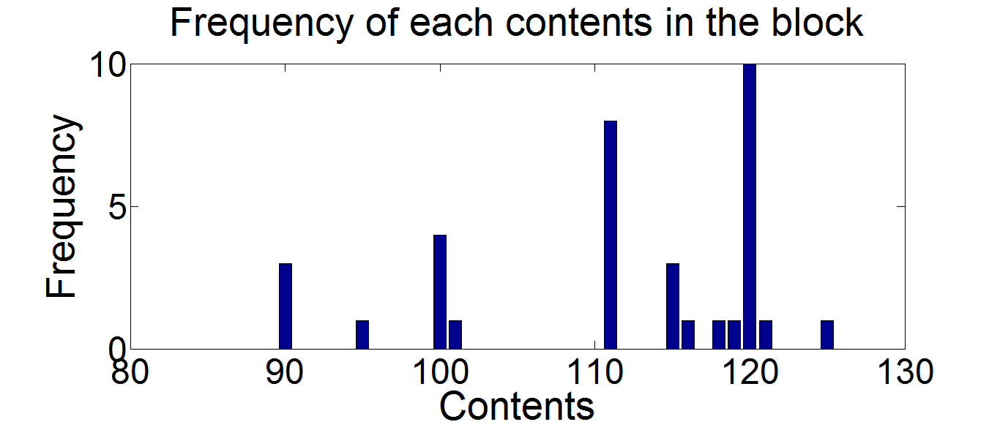 Frequency of each contents in the block
10
5
0
Frequency
80 90 100 110 120 130
Contents